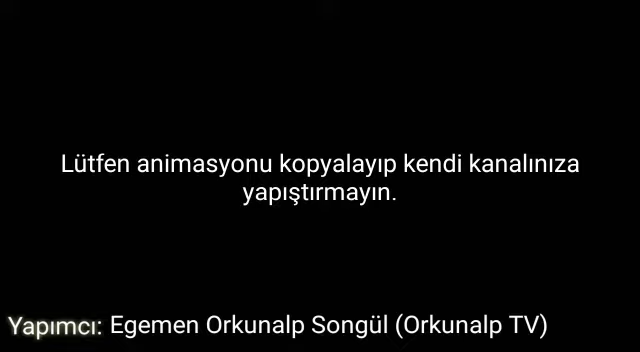 Lütfen animasyonu kopyalayıp kendi kanalınıza
yapıştırmayın.
Yapımcı: Egemen Orkunalp Songül (Orkunalp TV)